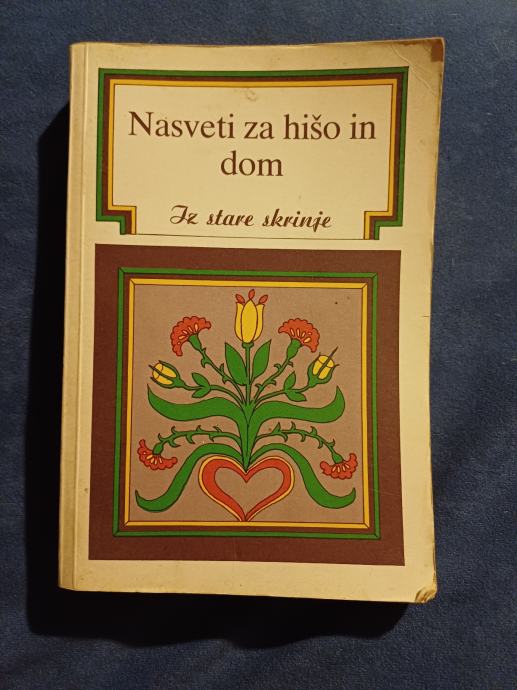 Nasveti za hišo in
dom
Iz stare skrinje